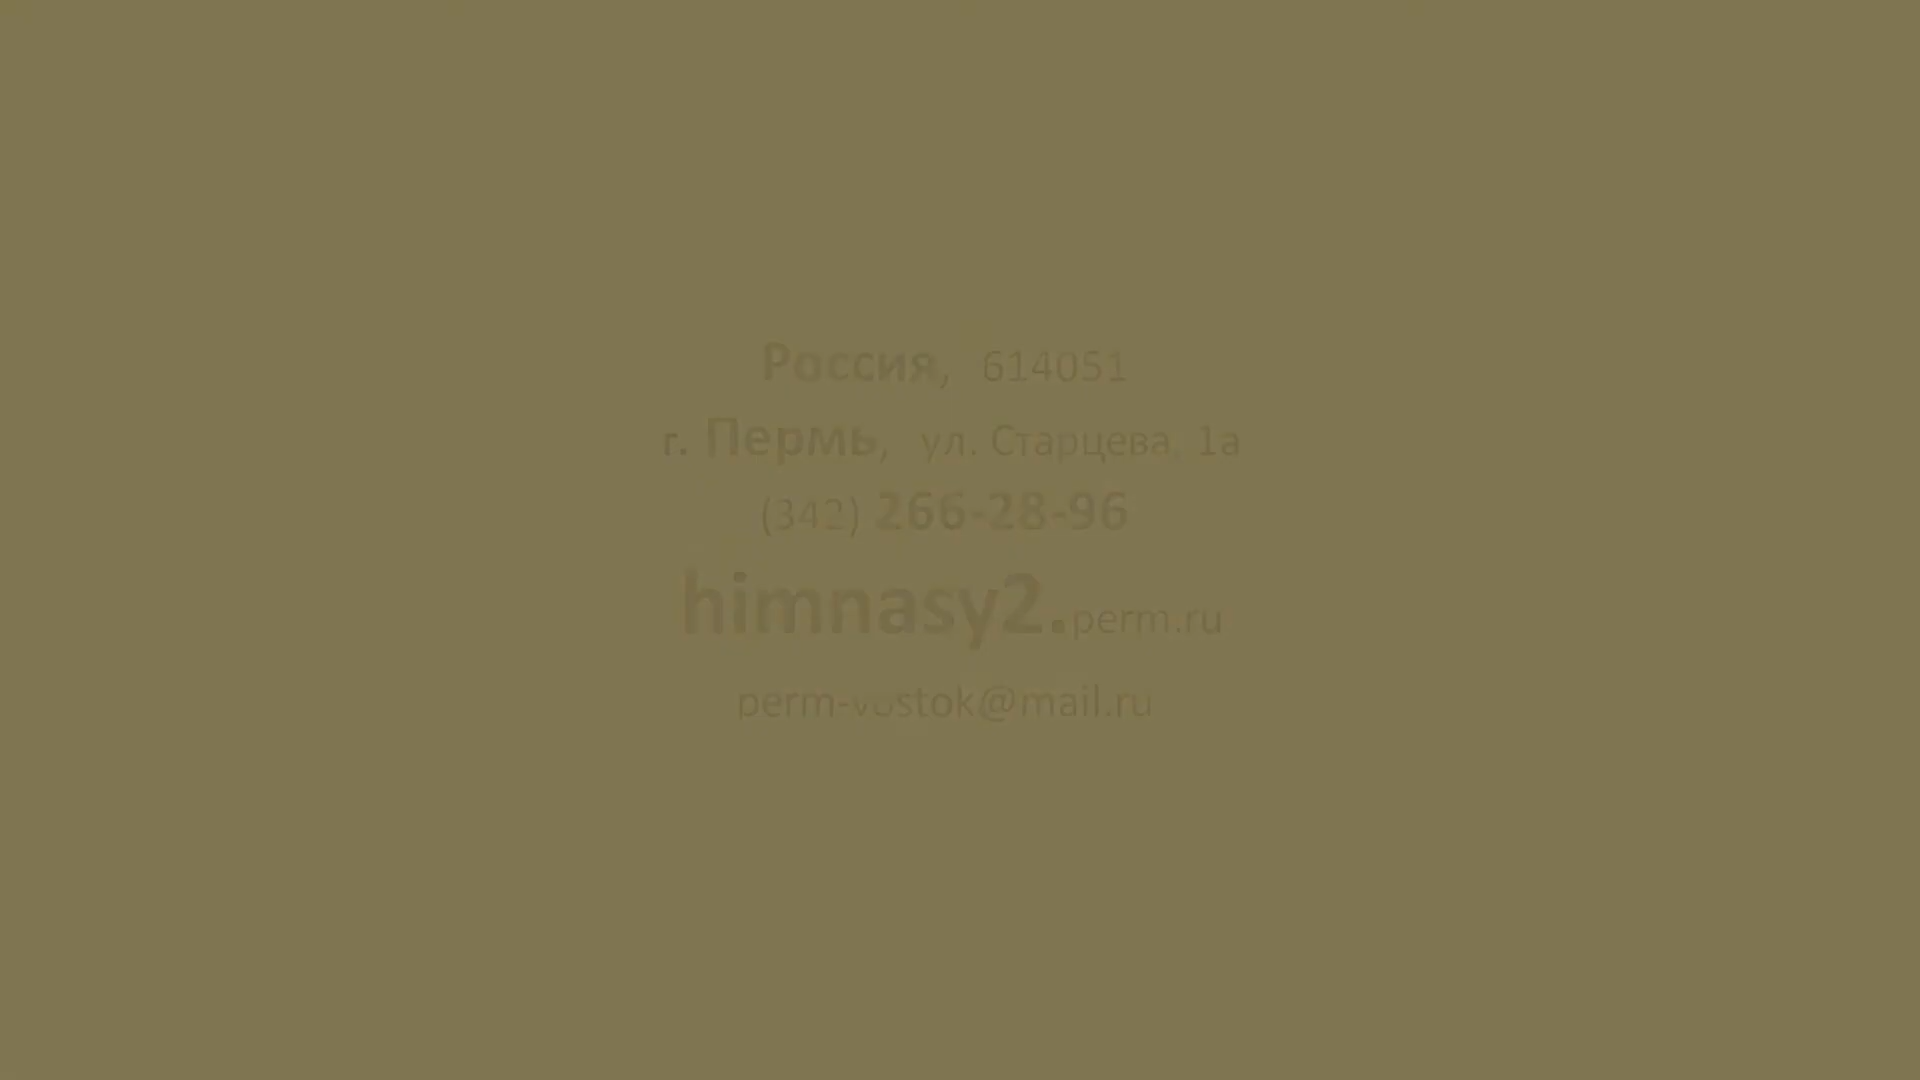 Россия, 614051
г. Пермь, ул. Старцева, 1а
(342) 266-28-96
himnasy2.perm.ru
perm-vostok@mail.ru